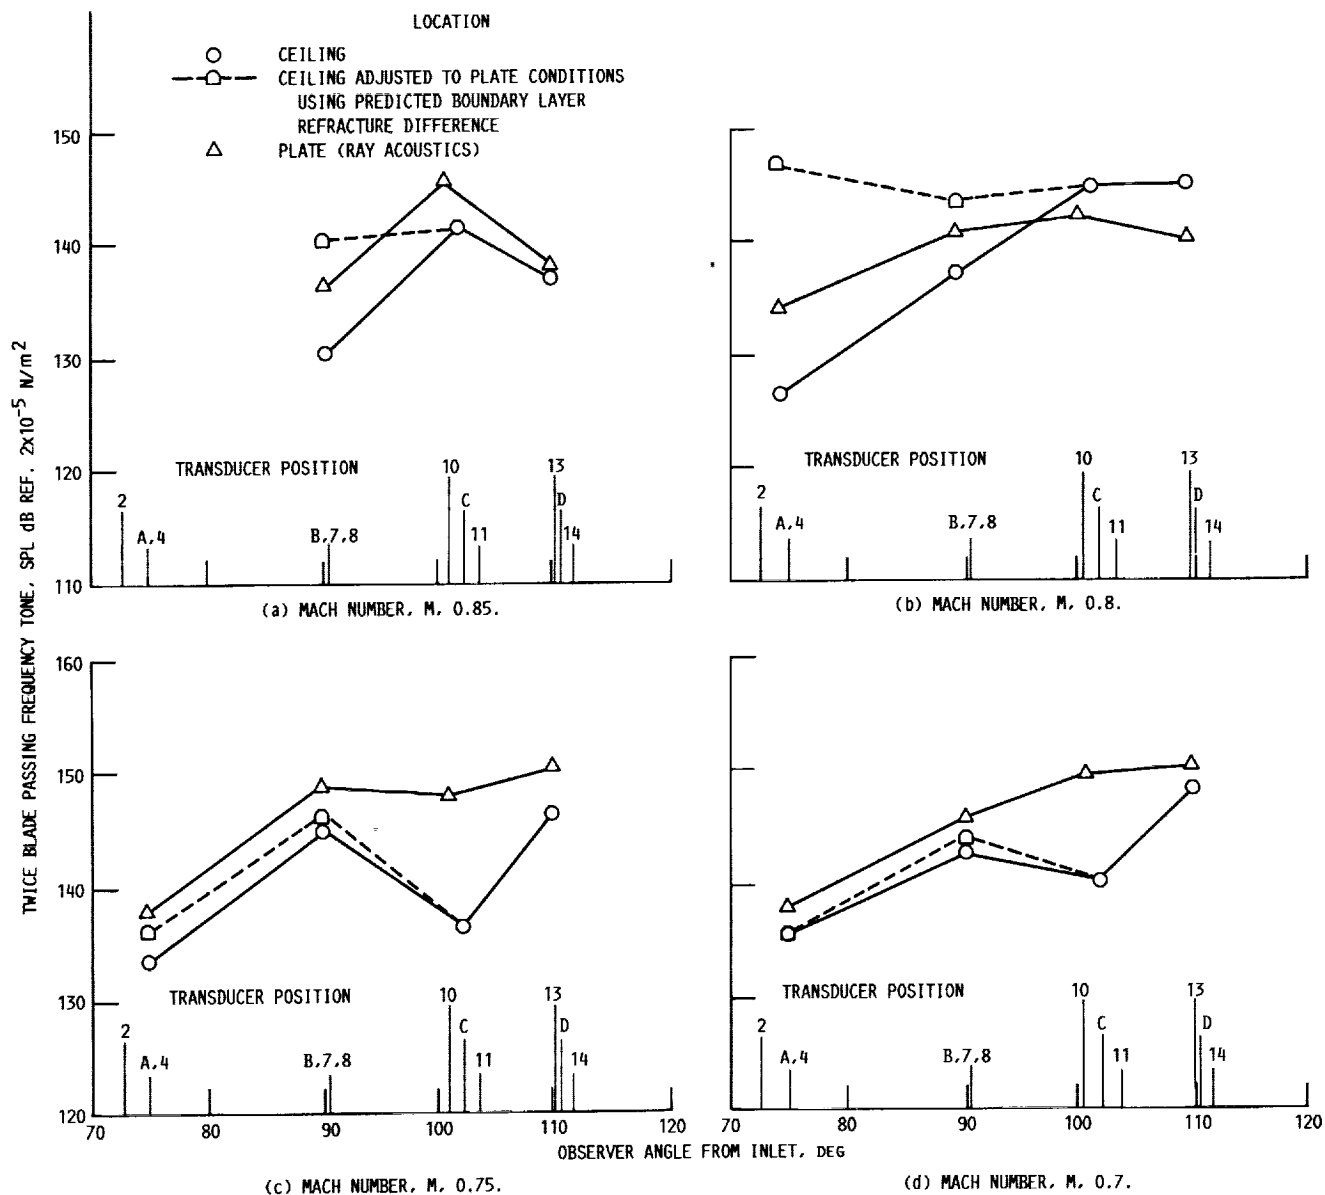 LOCATION
CEILING
CEILING ADJUSTED TO PLATE CONDITIONS
USING PREDICTED BOUNDARY LAYER
REFRACTURE DIFFERENCE
PLATE (RAY ACOUSTICS)
TWICE BLADE PASSING FREQUENCY TONE, SPL dB REF. 2x10⁻⁵ N/m²
150
140
130
120
110
TRANSDUCER POSITION
2
A,4
B,7,8
10
C
11
13
D
14
(a) MACH NUMBER, M, 0.85.
TRANSDUCER POSITION
2
A,4
B,7,8
10
C
11
13
D
14
(b) MACH NUMBER, M, 0.8.
160
150
140
130
120
TRANSDUCER POSITION
2
A,4
B,7,8
10
C
11
13
D
14
70 80 90 100 110 120
(c) MACH NUMBER, M, 0.75.
TRANSDUCER POSITION
2
A,4
B,7,8
10
C
11
13
D
14
70 80 90 100 110 120
OBSERVER ANGLE FROM INLET, DEG
(d) MACH NUMBER, M, 0.7.